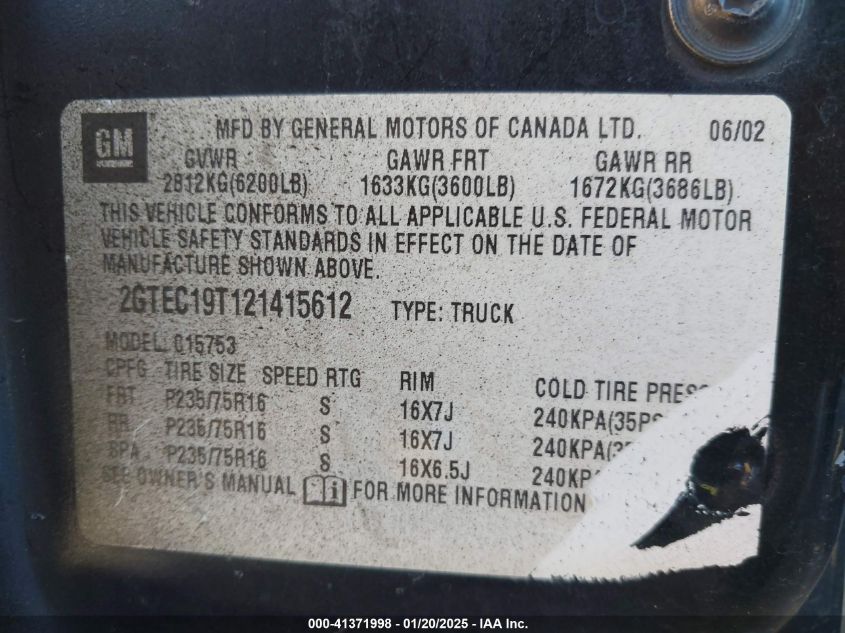 GM
MFD BY GENERAL MOTORS OF CANADA LTD. 06/02
GVWR GAWR FRT GAWR RR
2812KG(6200LB) 1633KG(3600LB) 1672KG(3686LB)
THIS VEHICLE CONFORMS TO ALL APPLICABLE U.S. FEDERAL MOTOR
VEHICLE SAFETY STANDARDS IN EFFECT ON THE DATE OF
MANUFACTURE SHOWN ABOVE.
2GTEC19T121415612 TYPE: TRUCK
MODEL: C15753
CPFG TIRE SIZE SPEED RTG RIM COLD TIRE PRES
FRT P235/75R16 S 16X7J 240KPA(35PS
RR P235/75R16 S 16X7J 240KPA(35
SPA P235/75R16 S 16X6.5J 240KP
SEE OWNER'S MANUAL FOR MORE INFORMATION
000-41371998 - 01/20/2025 - IAA Inc.